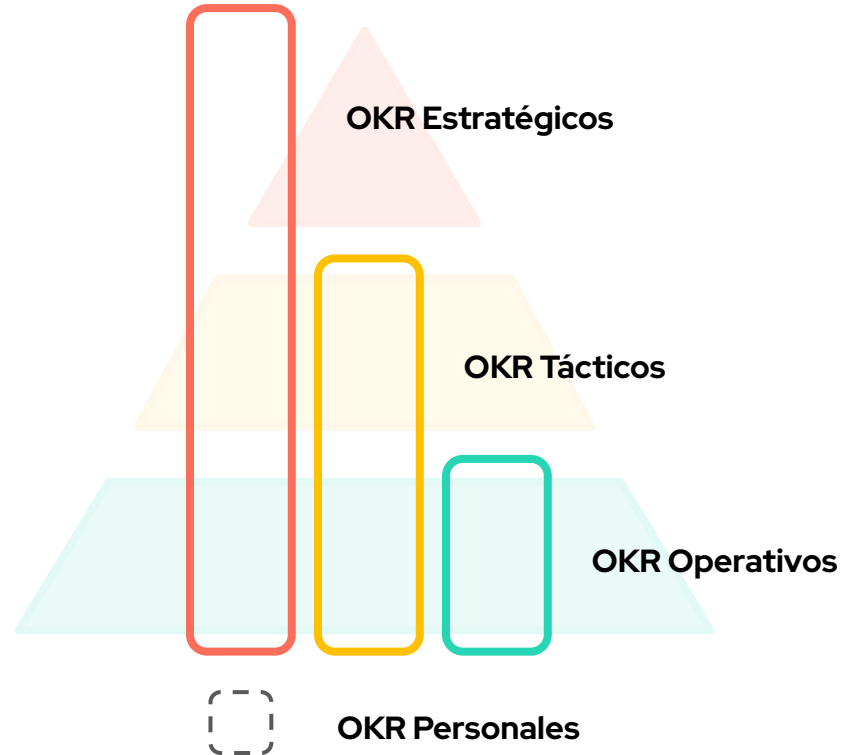 OKR Estratégicos
OKR Tácticos
OKR Operativos
OKR Personales